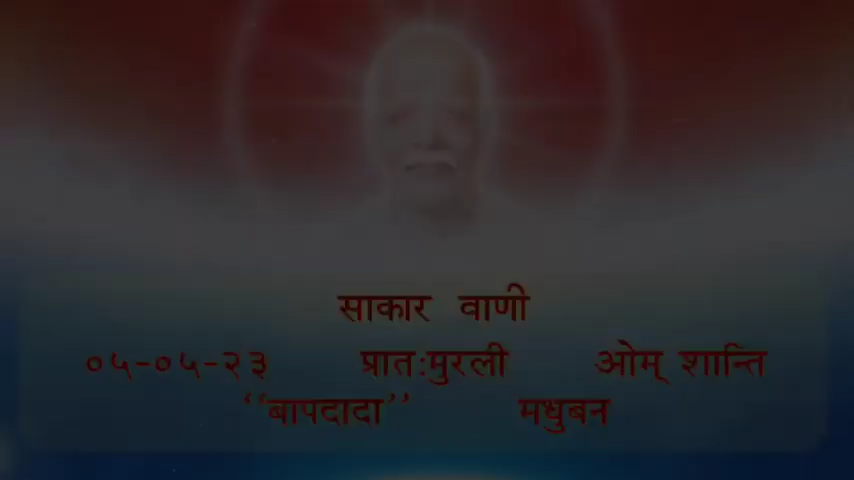 साकार वाणी
०५-०५-२३ प्रात:मुरली ओम् शान्ति
“बापदादा” मधुबन